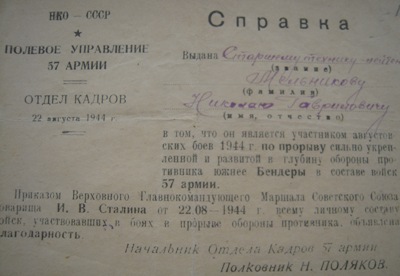 НКО — СССР
★
ПОЛЕВОЕ УПРАВЛЕНИЕ
57 АРМИИ
ОТДЕЛ КАДРОВ
22 августа 1944 г.
Справка
Выдана Старшему технику
(звание)
Мельникову
(фамилия)
Николаю Гавриловичу
(имя, отчество)
в том, что он является участником августов
ских боев 1944 г. по прорыву сильно укреп
ленной и развитой в глубину обороны про
тивника южнее Бендеры в составе войск
57 армии.
Приказом Верховного Главнокомандующего Маршала Советского Союза
товарища И. В. Сталина от 22-08—1944 г. всему личному составу
войск, участвовавших в боях и прорыве обороны противника, объявлена
благодарность.
Начальник Отдела Кадров 57 армии
Полковник Н. ПОЛЯКОВ.